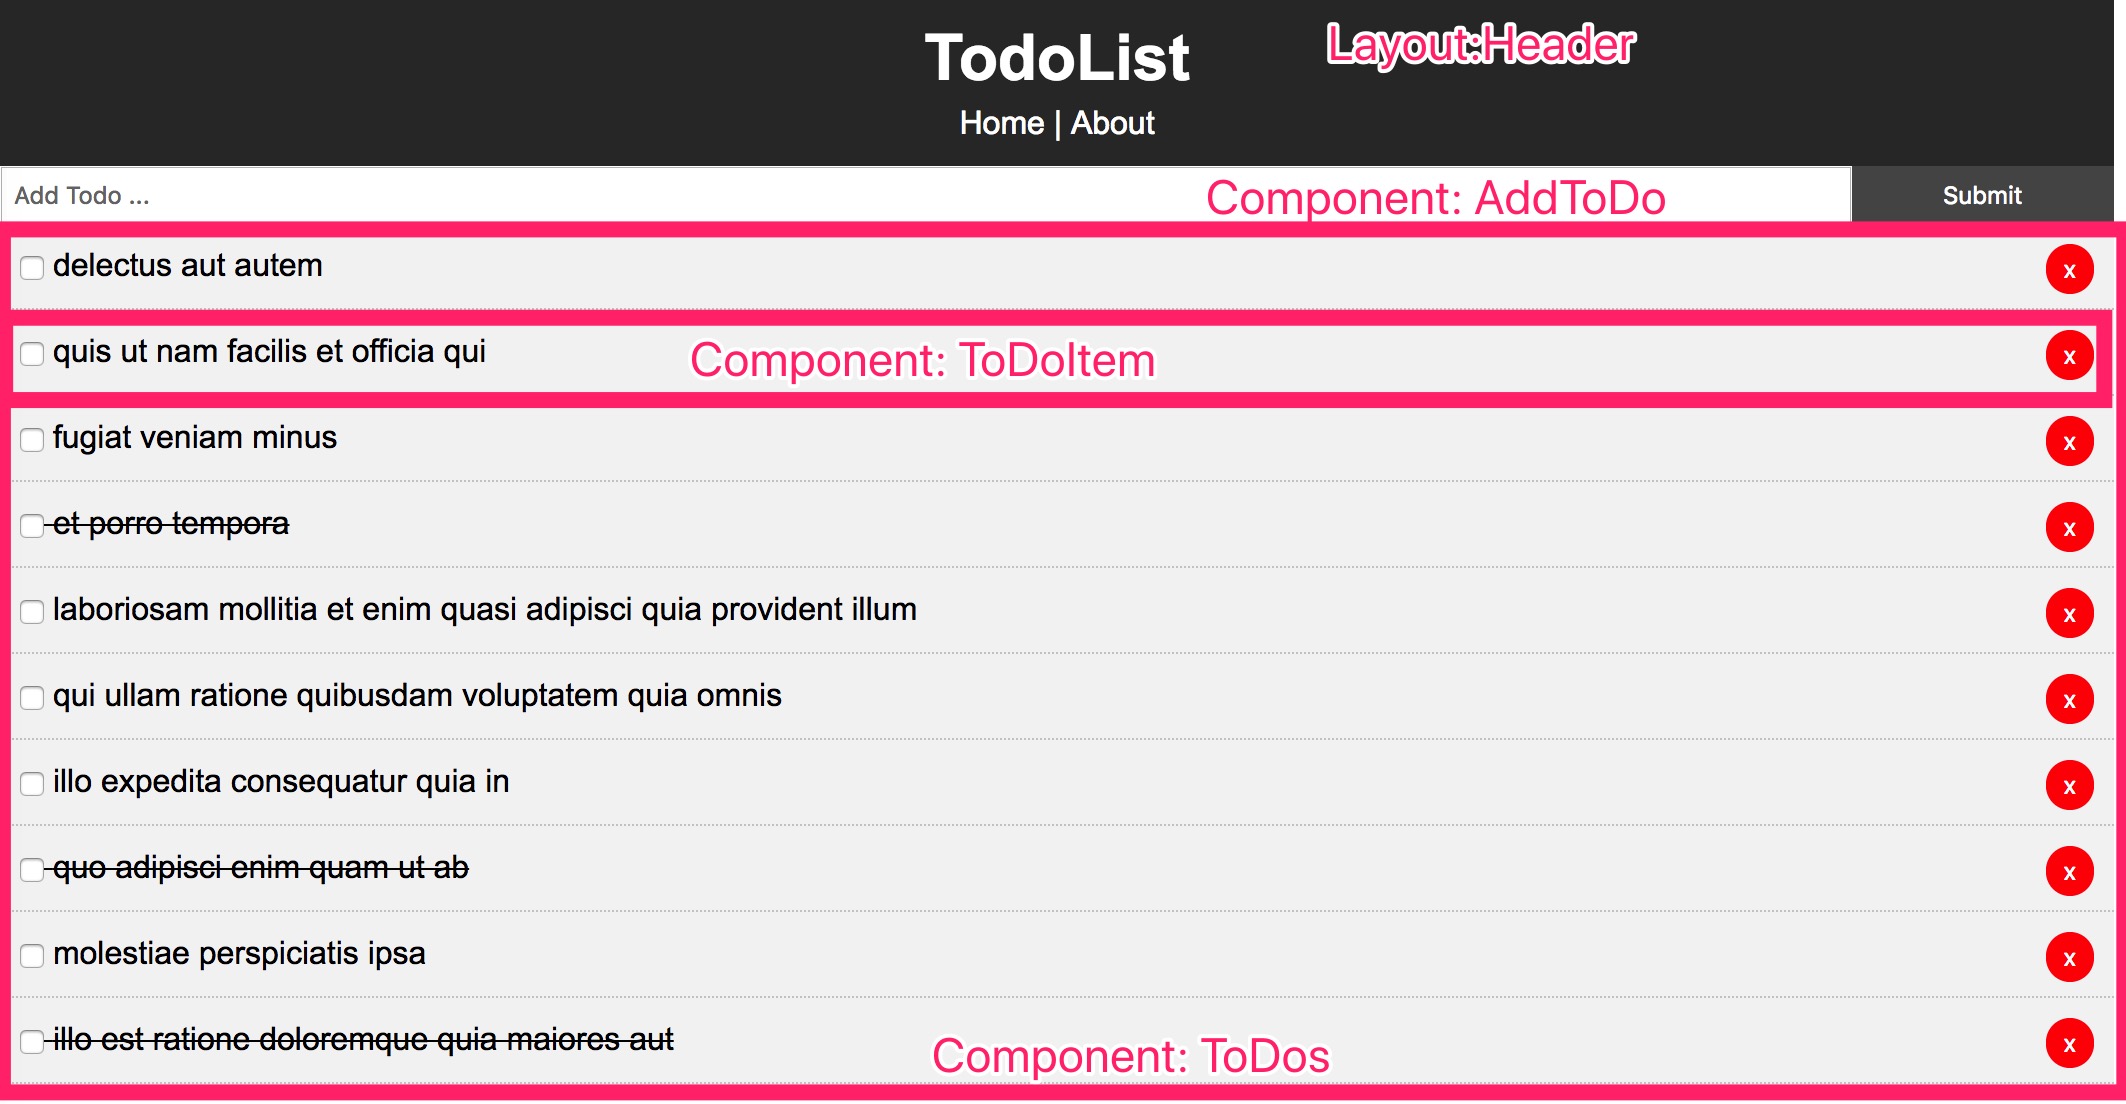 TodoList
Layout:Header
Home | About
Add Todo ...
Component: AddToDo
Submit
delectus aut autem
x
quis ut nam facilis et officia qui
Component: ToDoItem
x
fugiat veniam minus
x
et porro tempora
x
laboriosam mollitia et enim quasi adipisci quia provident illum
x
qui ullam ratione quibusdam voluptatem quia omnis
x
illo expedita consequatur quia in
x
quo adipisci enim quam ut ab
x
molestiae perspiciatis ipsa
x
illo est ratione doloremque quia maiores aut
Component: ToDos
x